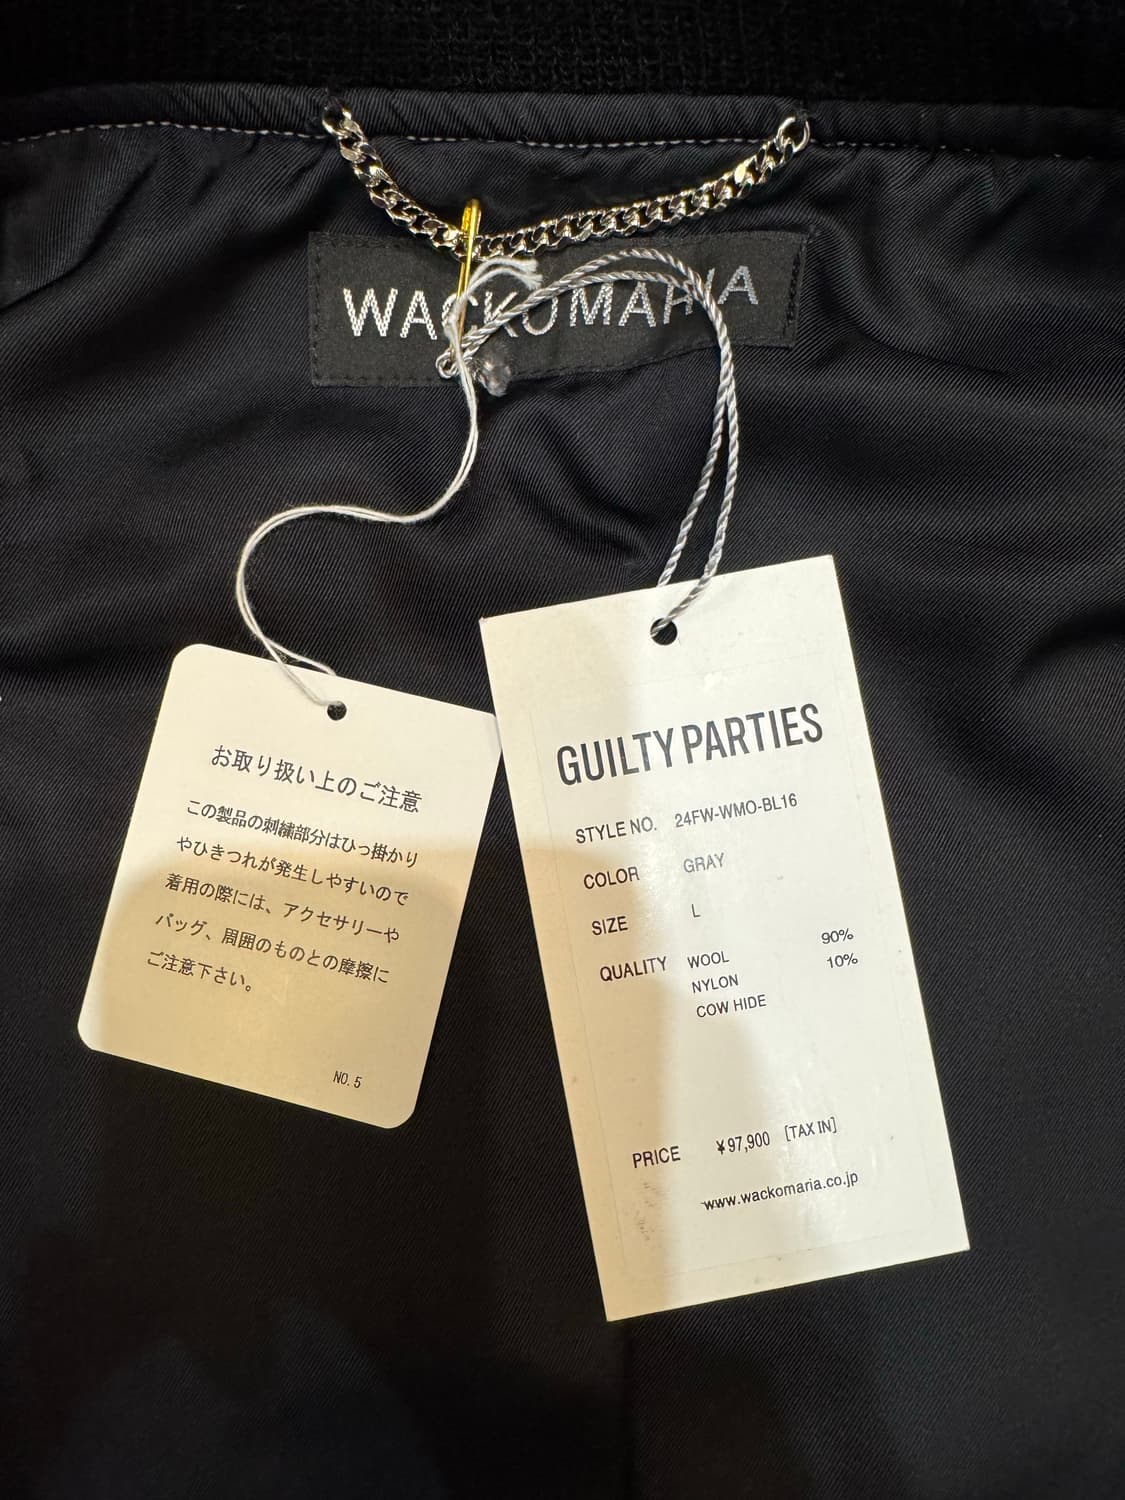 WACKOMARIA
お取り扱い上のご注意
この製品の刺繍部分はひっ掛かり
やひきつれが発生しやすいので
着用の際には、アクセサリーや
バッグ、周囲のものとの摩擦に
ご注意下さい。
NO. 5
GUILTY PARTIES
STYLE NO. 24FW-WMO-BL16
COLOR GRAY
SIZE L
QUALITY WOOL 90%
NYLON 10%
COW HIDE
PRICE ¥97,900 [TAX IN]
www.wackomaria.co.jp